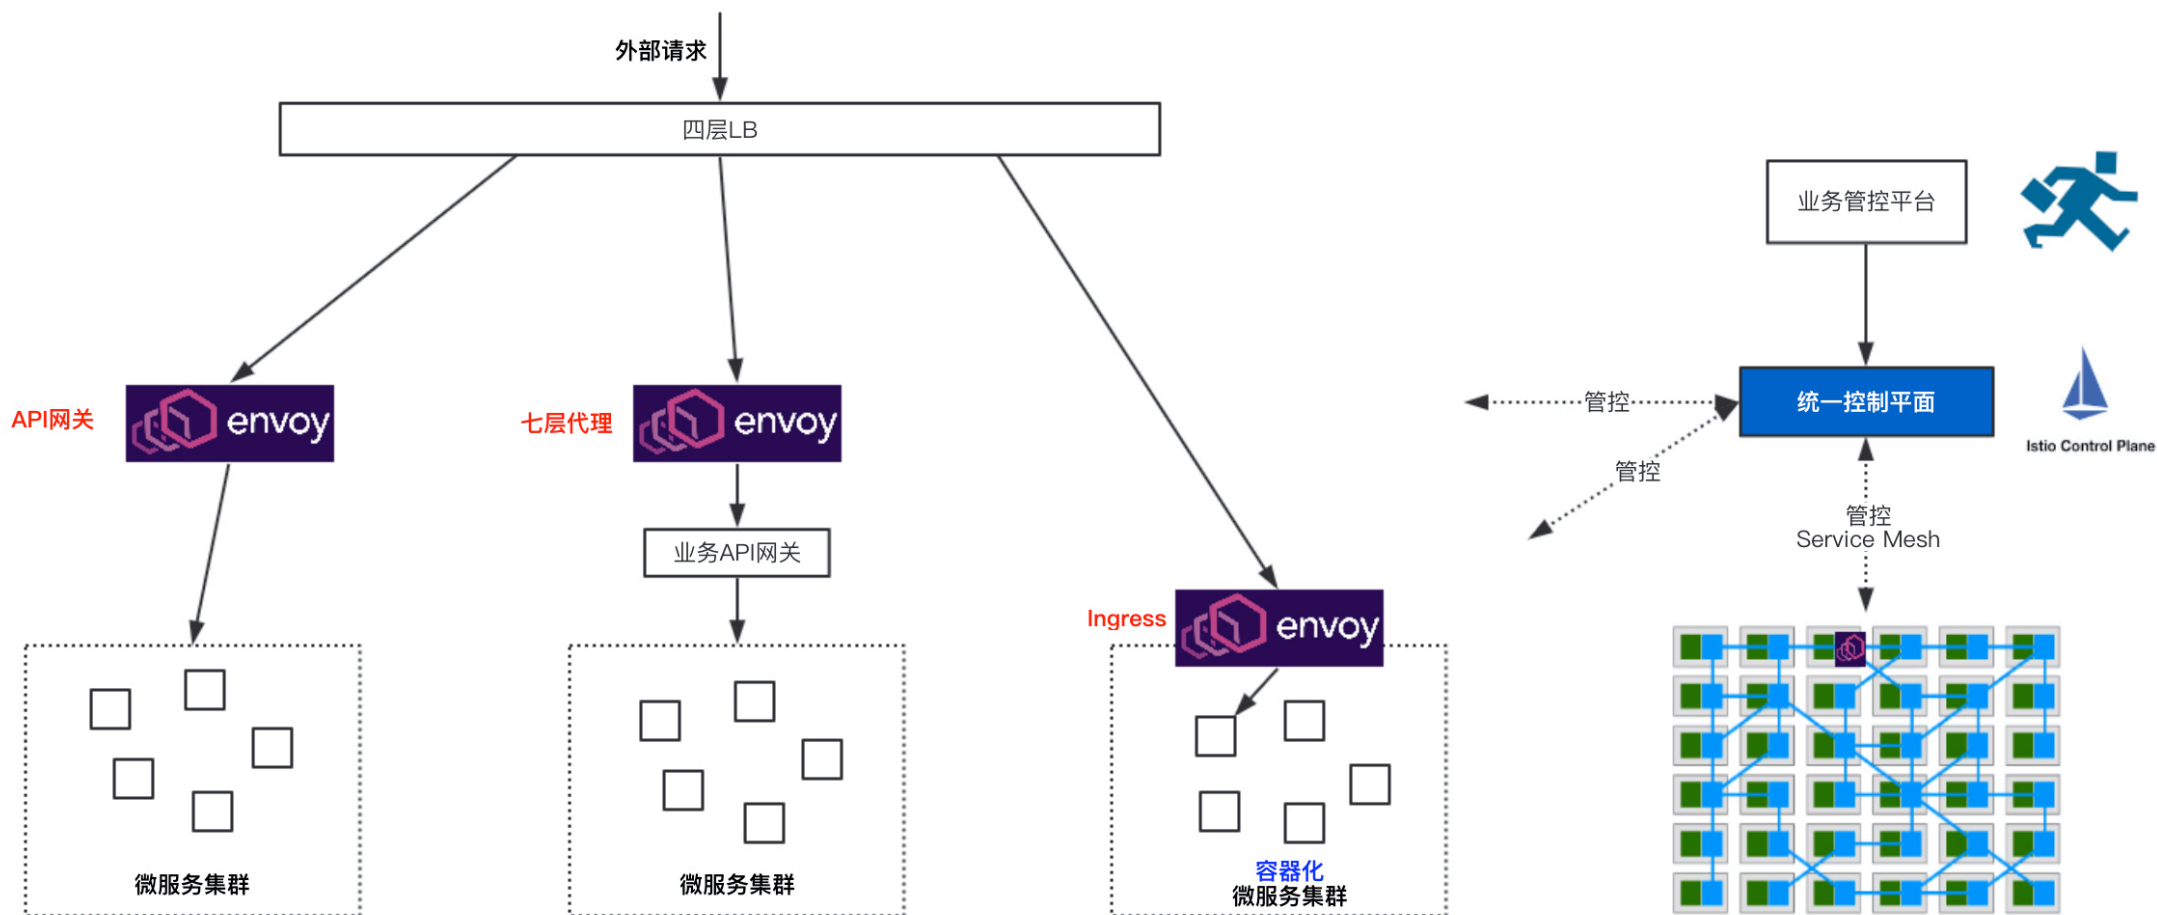 外部请求
四层LB
业务管控平台
API网关
envoy
七层代理
envoy
管控
统一控制平面
Istio Control Plane
管控
管控
Service Mesh
业务API网关
Ingress
envoy
微服务集群
微服务集群
容器化
微服务集群